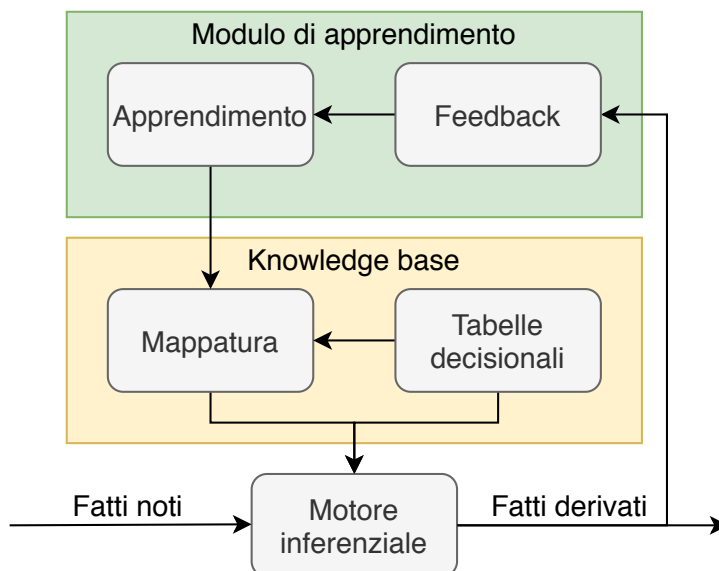 Modulo di apprendimento
Apprendimento
Feedback
Knowledge base
Mappatura
Tabelle
decisionali
Fatti noti
Motore
inferenziale
Fatti derivati